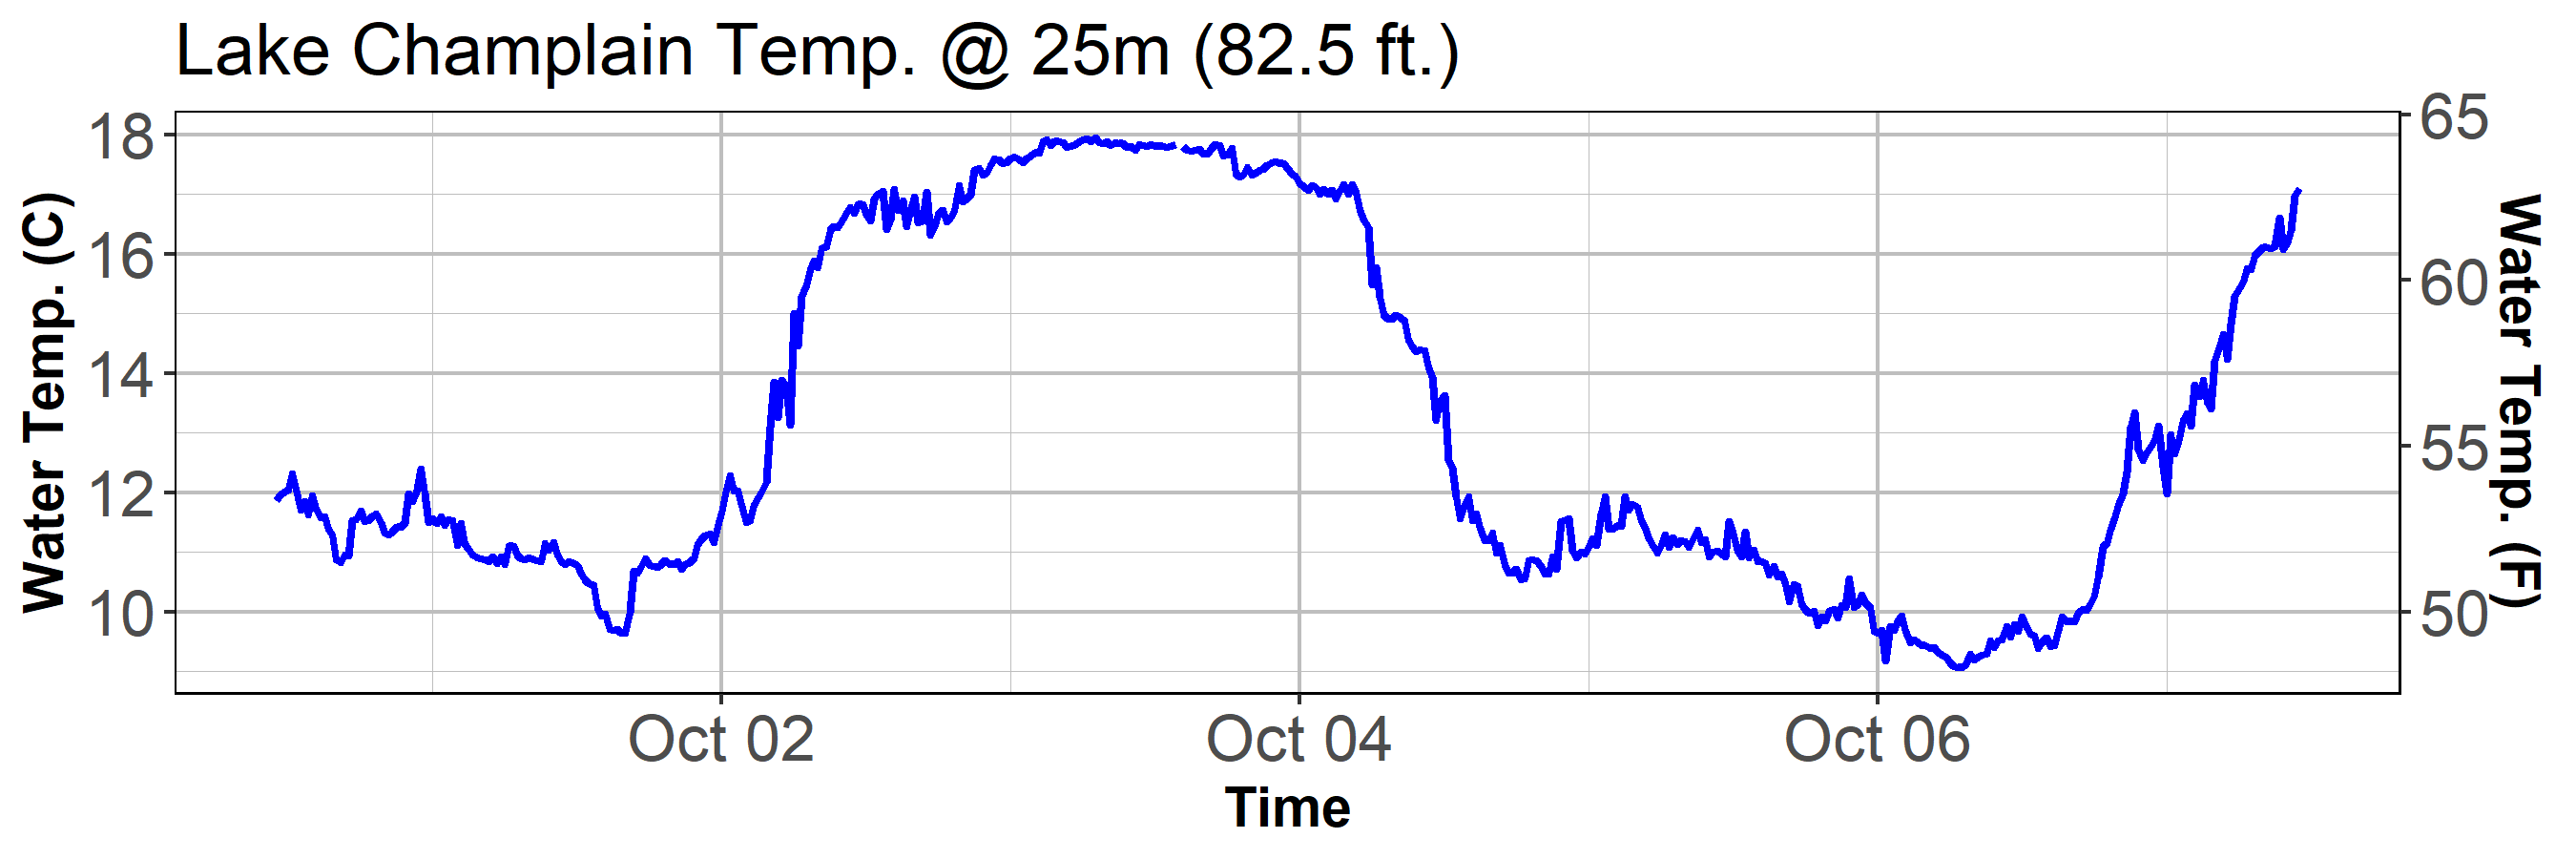 Lake Champlain Temp. @ 25m (82.5 ft.)
Water Temp. (C)
18
16
14
12
10
65
60
55
50
Water Temp. (F)
Oct 02 Oct 04 Oct 06
Time